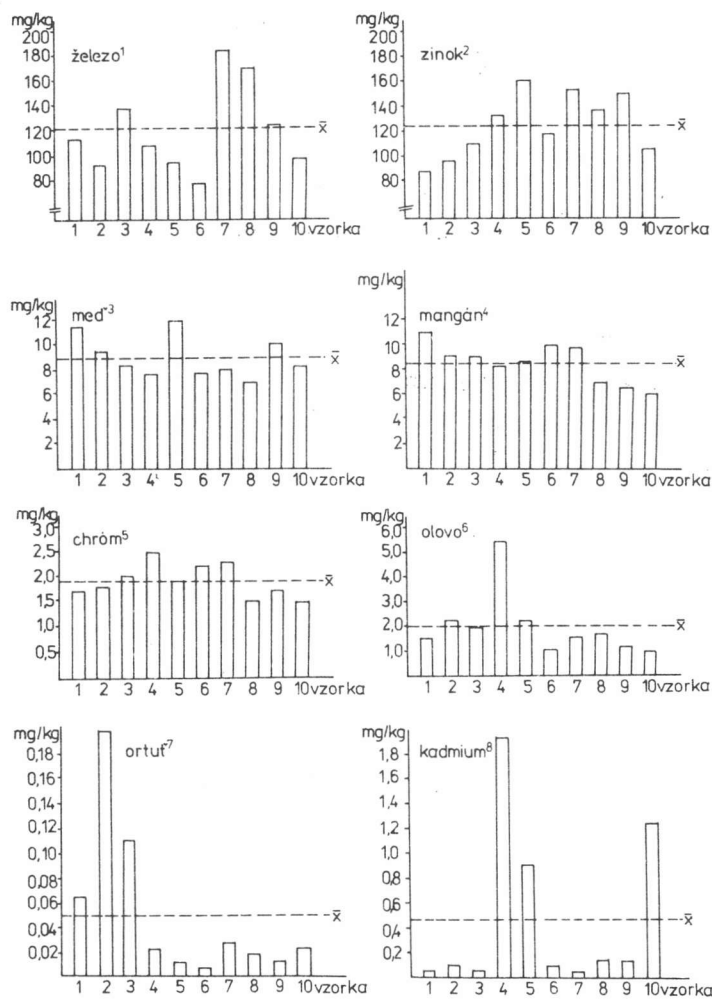 mg/kg
200
180
160
140
120
100
80
železo¹
x̄
1 2 3 4 5 6 7 8 9 10 vzorka
mg/kg
200
180
160
140
120
100
80
zinok²
x̄
1 2 3 4 5 6 7 8 9 10 vzorka
mg/kg
12
10
8
6
4
2
meď³
x̄
1 2 3 4 5 6 7 8 9 10 vzorka
mg/kg
12
10
8
6
4
2
mangán⁴
x̄
1 2 3 4 5 6 7 8 9 10 vzorka
mg/kg
3,0
2,5
2,0
1,5
1,0
0,5
chróm⁵
x̄
1 2 3 4 5 6 7 8 9 10 vzorka
mg/kg
6,0
5,0
4,0
3,0
2,0
1,0
olovo⁶
x̄
1 2 3 4 5 6 7 8 9 10 vzorka
mg/kg
0,18
0,16
0,14
0,12
0,10
0,08
0,06
0,04
0,02
ortuť⁷
x̄
1 2 3 4 5 6 7 8 9 10 vzorka
mg/kg
1,8
1,6
1,4
1,2
1,0
0,8
0,6
0,4
0,2
kadmium⁸
x̄
1 2 3 4 5 6 7 8 9 10 vzorka